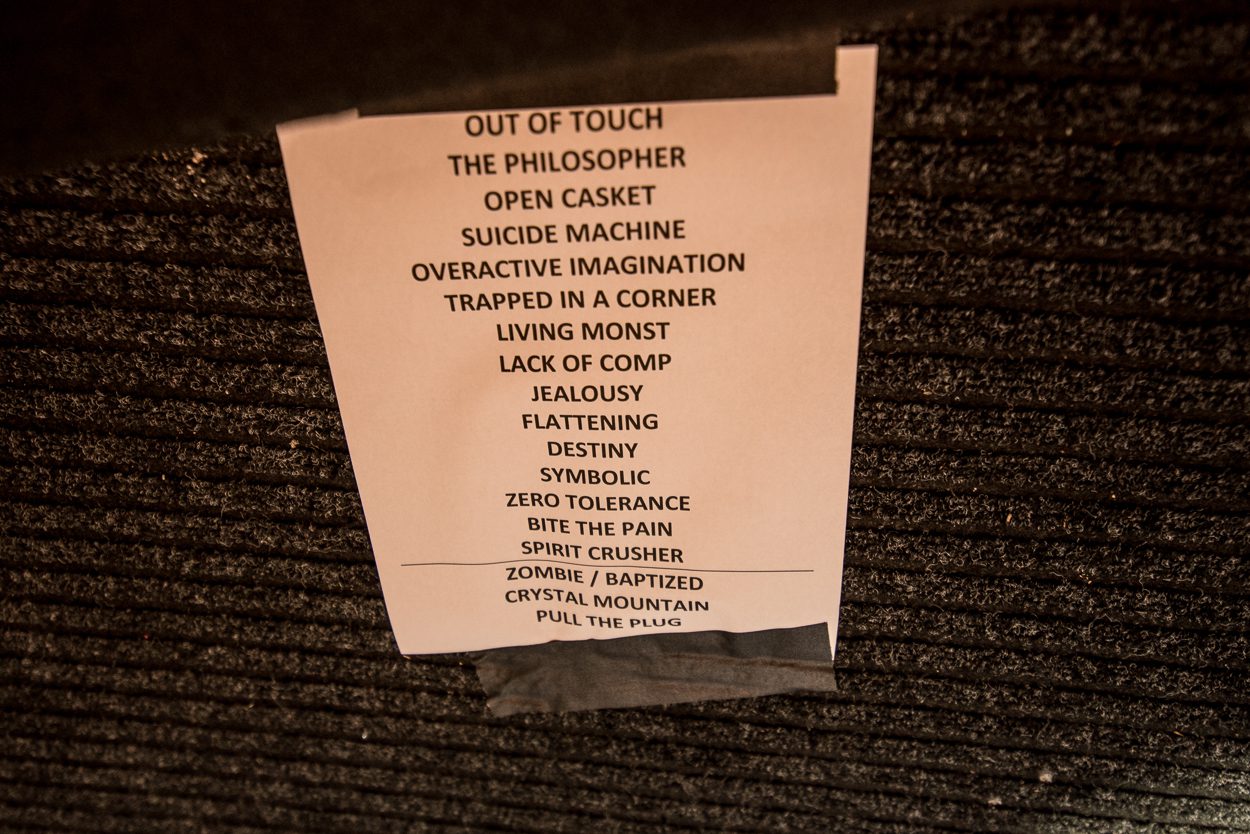 OUT OF TOUCH
THE PHILOSOPHER
OPEN CASKET
SUICIDE MACHINE
OVERACTIVE IMAGINATION
TRAPPED IN A CORNER
LIVING MONST
LACK OF COMP
JEALOUSY
FLATTENING
DESTINY
SYMBOLIC
ZERO TOLERANCE
BITE THE PAIN
SPIRIT CRUSHER
ZOMBIE / BAPTIZED
CRYSTAL MOUNTAIN
PULL THE PLUG